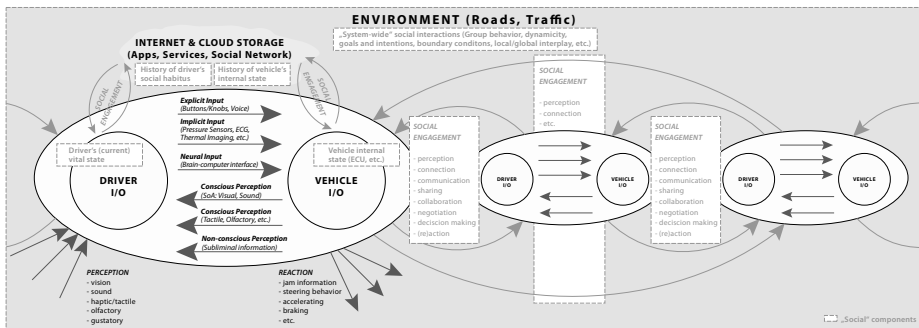 ENVIRONMENT (Roads, Traffic)
„System-wide" social interactions (Group behavior, dynamicity,
goals and intentions, boundary conditons, local/global interplay, etc.)
INTERNET & CLOUD STORAGE
(Apps, Services, Social Network)
History of driver's
social habitus
History of vehicle's
internal state
SOCIAL
ENGAGEMENT
SOCIAL
ENGAGEMENT
Driver's (current)
vital state
DRIVER
I/O
Explicit Input
(Buttons/Knobs, Voice)
Implicit Input
(Pressure Sensors, ECG,
Thermal Imaging, etc.)
Neural Input
(Brain-computer interface)
Conscious Perception
(SoA: Visual, Sound)
Conscious Perception
(Tactile, Olfactory, etc.)
Non-conscious Perception
(Subliminal information)
Vehicle internal
state (ECU, etc.)
VEHICLE
I/O
PERCEPTION
- vision
- sound
- haptic/tactile
- olfactory
- gustatory
REACTION
- jam information
- steering behavior
- accelerating
- braking
- etc.
SOCIAL
ENGAGEMENT
- perception
- connection
- communication
- sharing
- collaboration
- negotiation
- decision making
- (re)action
DRIVER
I/O
SOCIAL
ENGAGEMENT
- perception
- connection
- etc.
VEHICLE
I/O
SOCIAL
ENGAGEMENT
- perception
- connection
- communication
- sharing
- collaboration
- negotiation
- decision making
- (re)action
DRIVER
I/O
VEHICLE
I/O
„Social" components